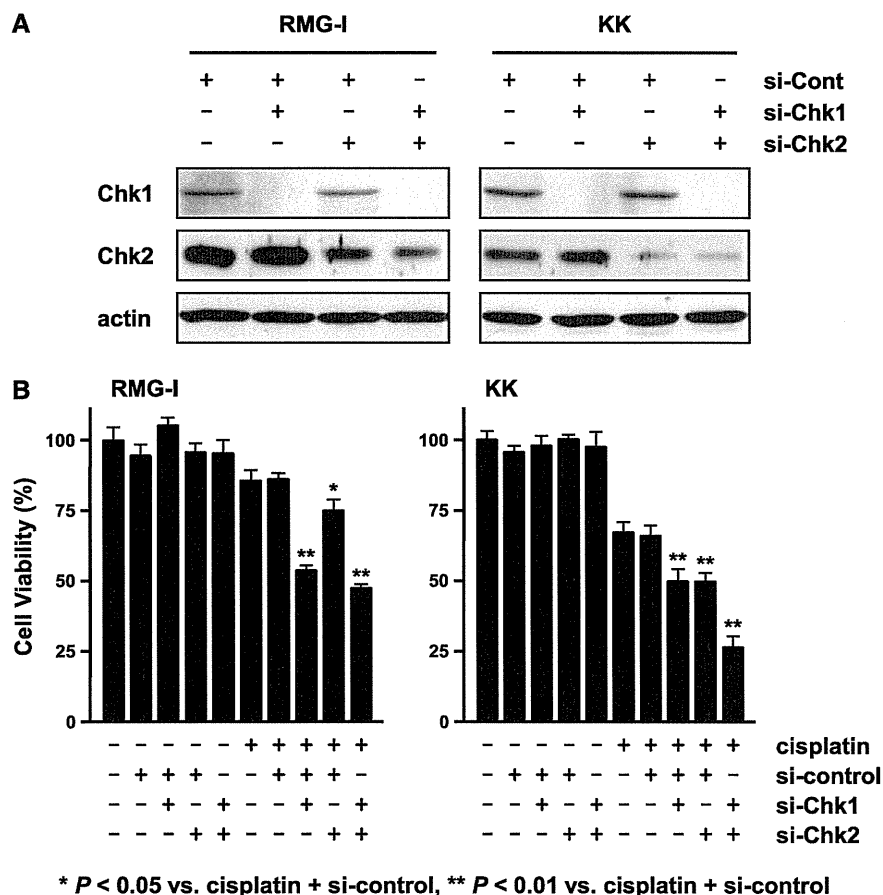 A
RMG-I KK
+ + + – + + + – si-Cont
– + – + – + – + si-Chk1
– – + + – – + + si-Chk2
Chk1
Chk2
actin
B
RMG-I KK
Cell Viability (%)
100 100
75 75
50 50
25 25
0 0
** * ** ** ** **
– – – – – + + + + + – – – – – + + + + + cisplatin
– + + + – – + + + – – + + + – – + + + – si-control
– – + – + – – + – + – – + – + – – + – + si-Chk1
– – – + + – – – + + – – – + + – – – + + si-Chk2
* P < 0.05 vs. cisplatin + si-control, ** P < 0.01 vs. cisplatin + si-control